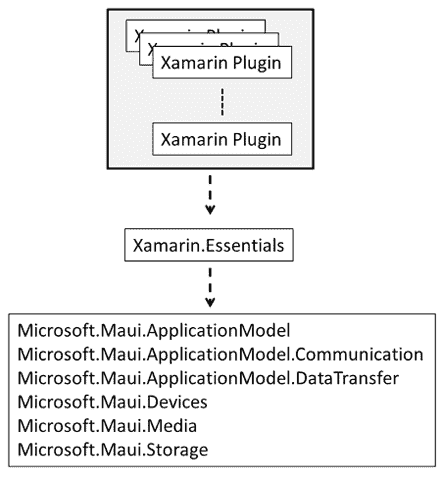 Xamarin Plugin
Xamarin Plugin
Xamarin Plugin
Xamarin Plugin
Xamarin.Essentials
Microsoft.Maui.ApplicationModel
Microsoft.Maui.ApplicationModel.Communication
Microsoft.Maui.ApplicationModel.DataTransfer
Microsoft.Maui.Devices
Microsoft.Maui.Media
Microsoft.Maui.Storage